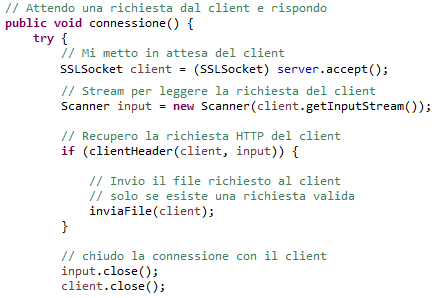 // Attendo una richiesta dal client e rispondo
public void connessione() {
try {
// Mi metto in attesa del client
SSLSocket client = (SSLSocket) server.accept();
// Stream per leggere la richiesta del client
Scanner input = new Scanner(client.getInputStream());
// Recupero la richiesta HTTP del client
if (clientHeader(client, input)) {
// Invio il file richiesto al client
// solo se esiste una richiesta valida
inviaFile(client);
}
// chiudo la connessione con il client
input.close();
client.close();